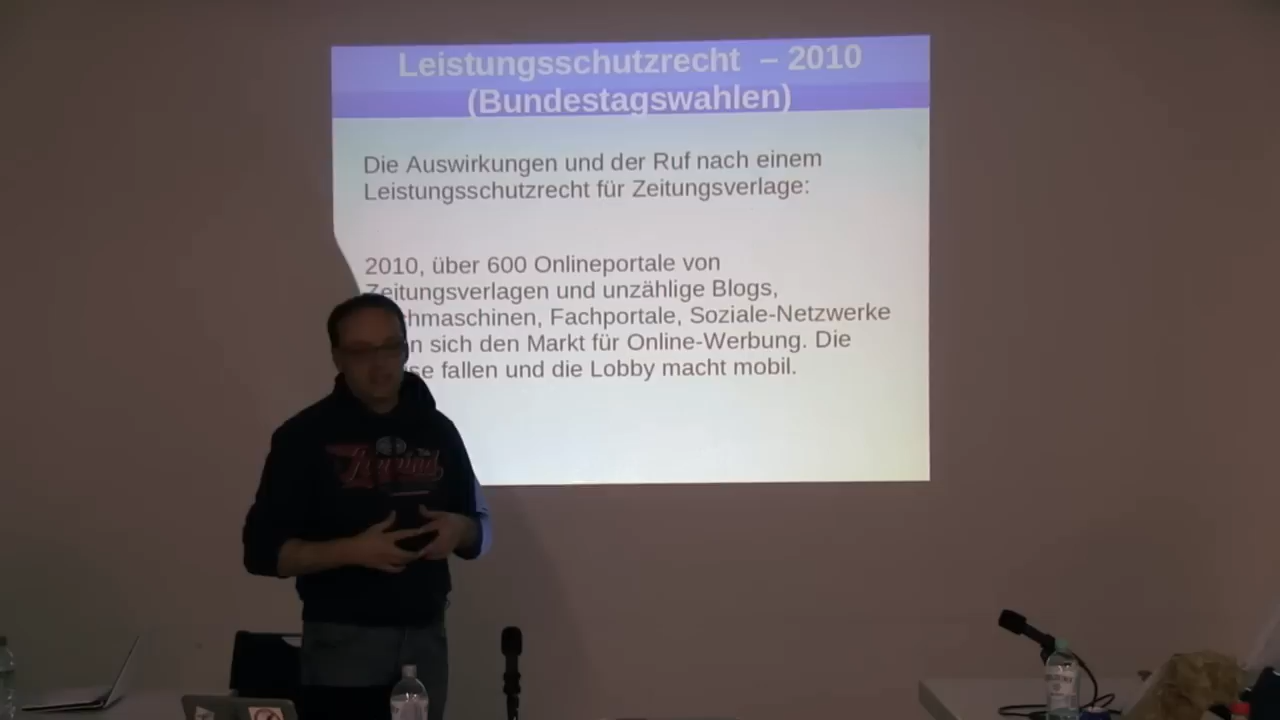 Leistungsschutzrecht – 2010
(Bundestagswahlen)
Die Auswirkungen und der Ruf nach einem
Leistungsschutzrecht für Zeitungsverlage:
2010, über 600 Onlineportale von
Zeitungsverlagen und unzählige Blogs,
hmaschinen, Fachportale, Soziale-Netzwerke
n sich den Markt für Online-Werbung. Die
se fallen und die Lobby macht mobil.